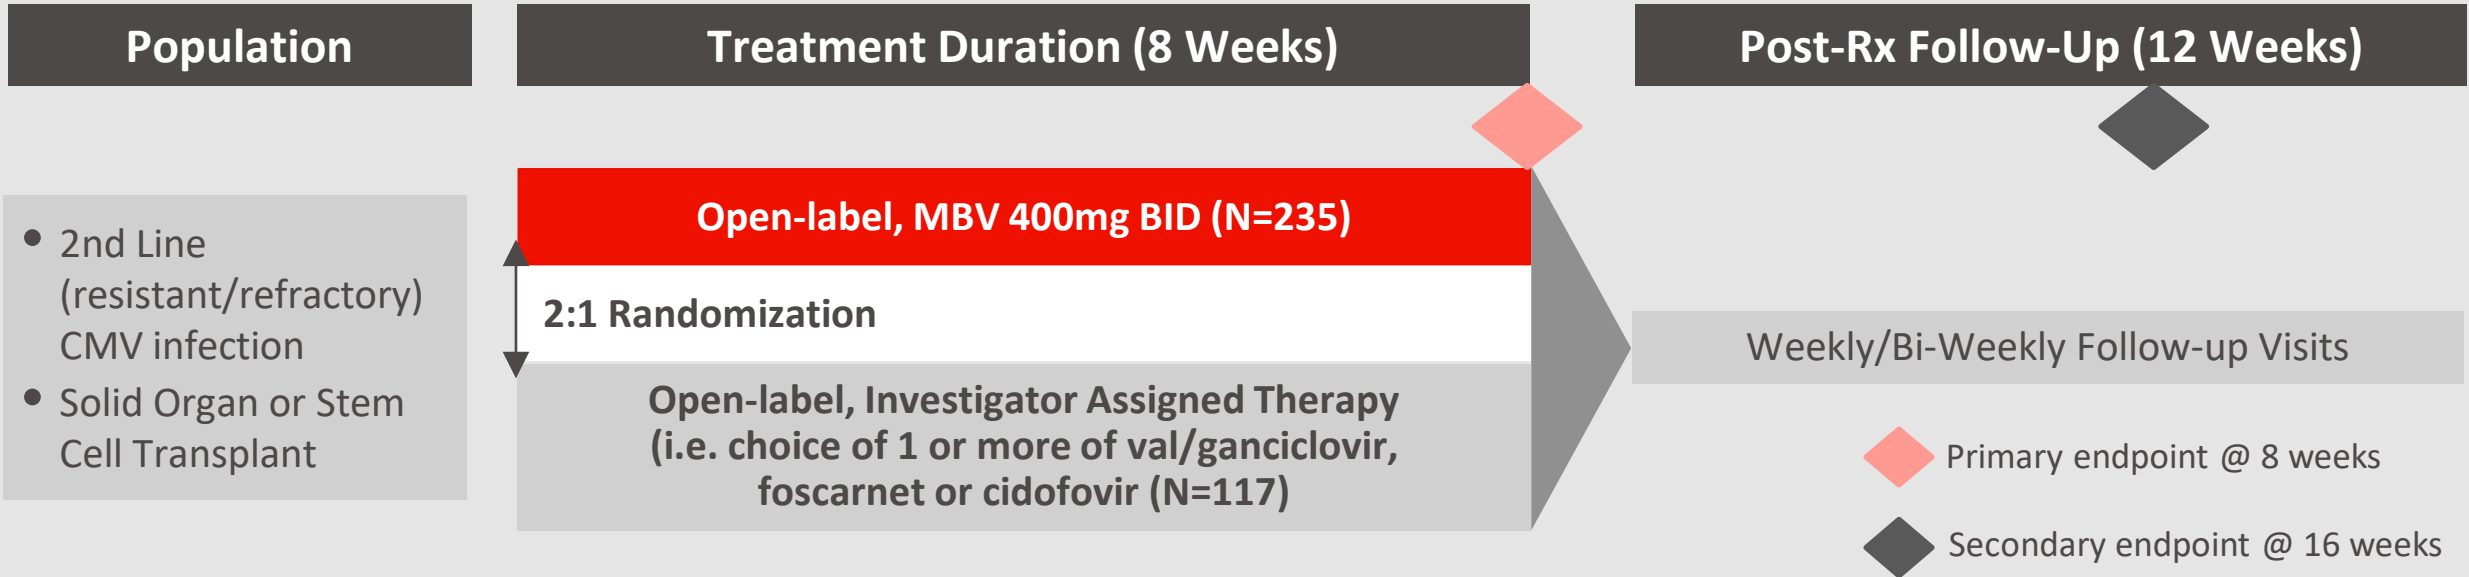 Population
Treatment Duration (8 Weeks)
Post-Rx Follow-Up (12 Weeks)
• 2nd Line
(resistant/refractory)
CMV infection
• Solid Organ or Stem
Cell Transplant
Open-label, MBV 400mg BID (N=235)
2:1 Randomization
Open-label, Investigator Assigned Therapy
(i.e. choice of 1 or more of val/ganciclovir,
foscarnet or cidofovir (N=117)
Weekly/Bi-Weekly Follow-up Visits
Primary endpoint @ 8 weeks
Secondary endpoint @ 16 weeks